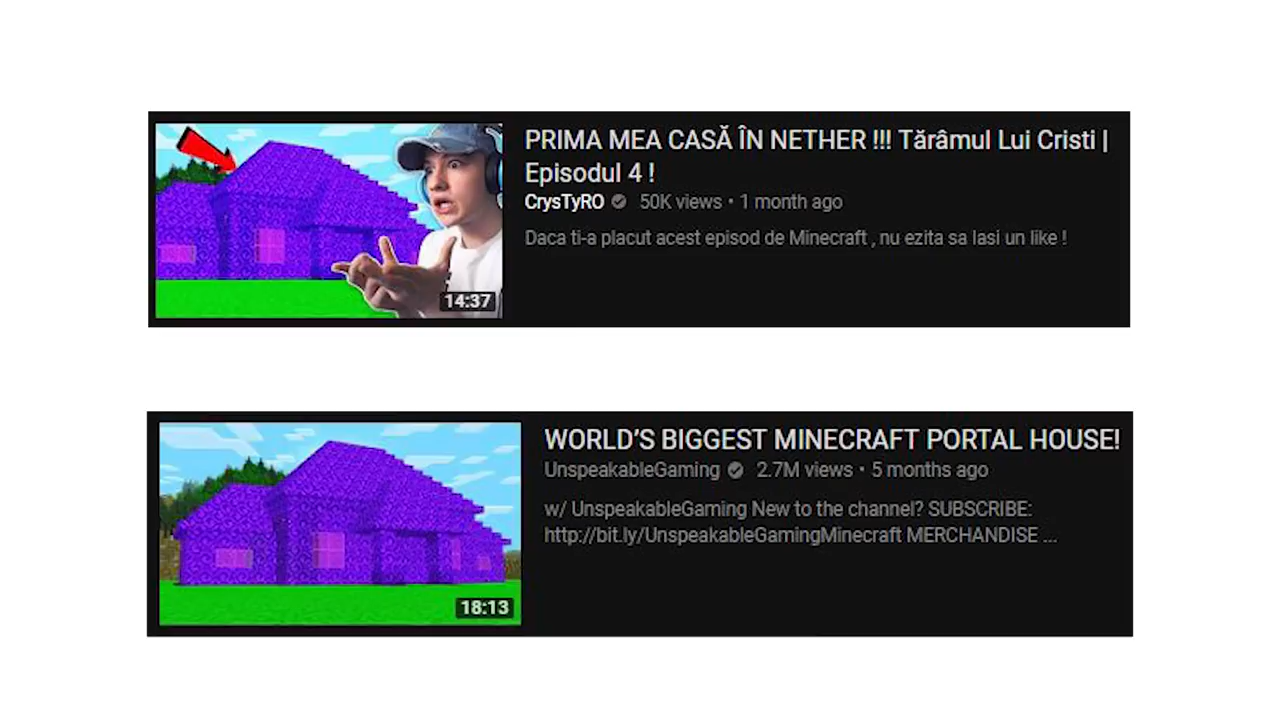 14:37
PRIMA MEA CASĂ ÎN NETHER !!! Tărâmul Lui Cristi |
Episodul 4 !
CrysTyRO 50K views • 1 month ago
Daca ti-a placut acest episod de Minecraft , nu ezita sa lasi un like !
18:13
WORLD'S BIGGEST MINECRAFT PORTAL HOUSE!
UnspeakableGaming 2.7M views • 5 months ago
w/ UnspeakableGaming New to the channel? SUBSCRIBE:
http://bit.ly/UnspeakableGamingMinecraft MERCHANDISE ...